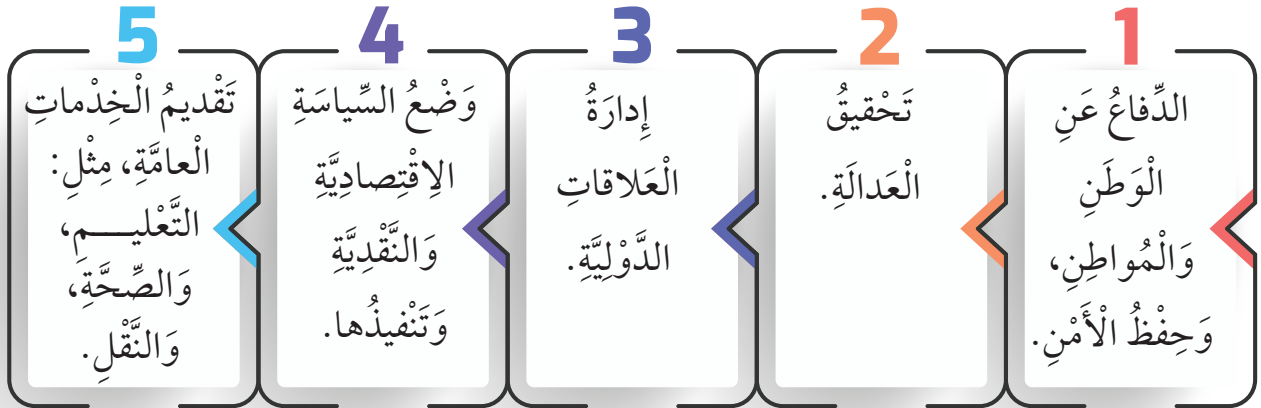 1
الدِّفاعُ عَنِ
الْوَطَنِ
وَالْمُواطِنِ،
وَحِفْظُ الْأَمْنِ.
2
تَحْقيقُ
الْعَدالَةِ.
3
إِدارَةُ
الْعَلاقاتِ
الدَّوْلِيَّةِ.
4
وَضْعُ السِّياسَةِ
الِاقْتِصادِيَّةِ
وَالنَّقْدِيَّةِ
وَتَنْفيذُها.
5
تَقْديمُ الْخِدْماتِ
الْعامَّةِ، مِثْلِ:
التَّعْليـــمِ،
وَالصِّحَّةِ،
وَالنَّقْلِ.